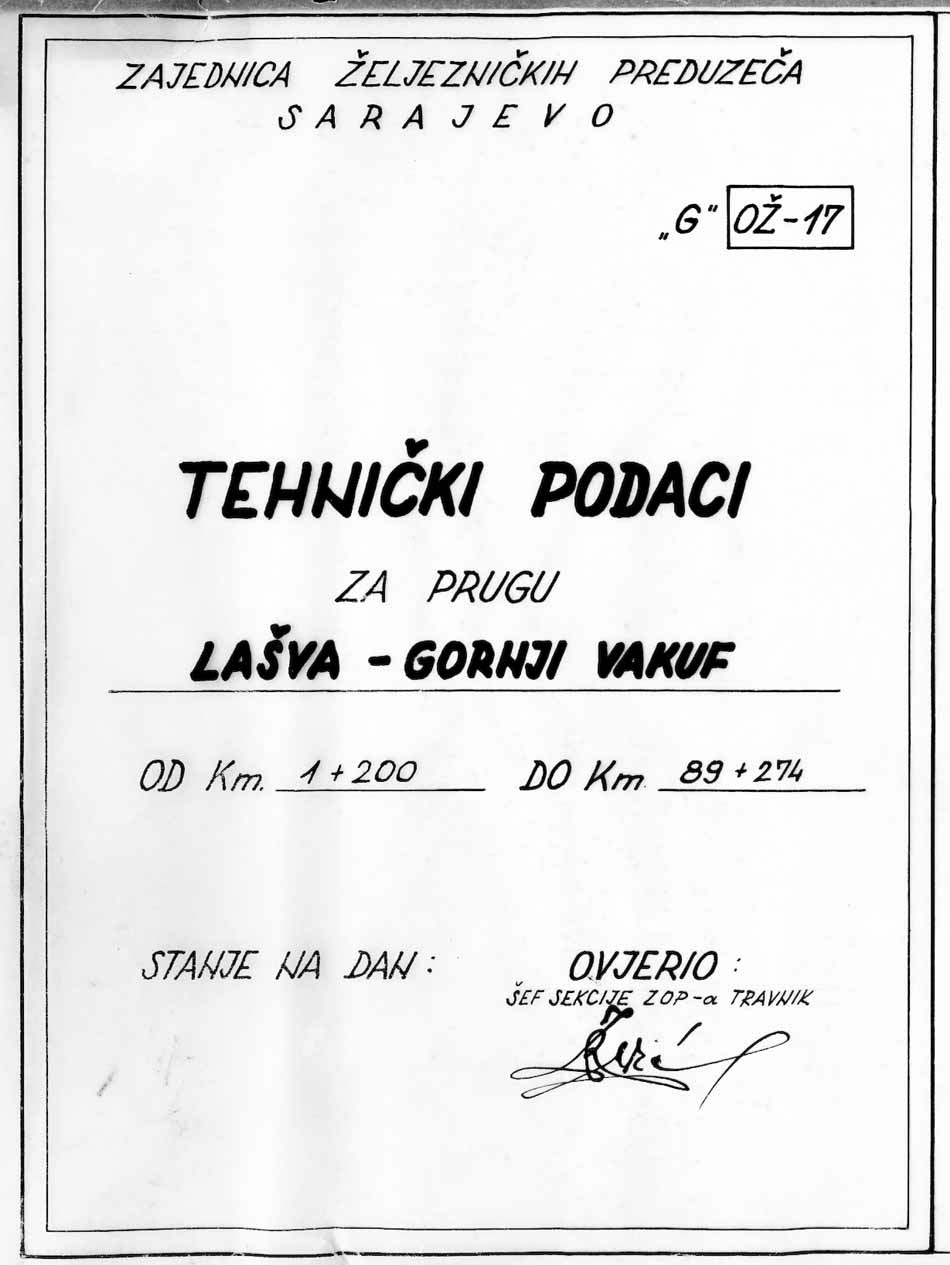 ZAJEDNICA ŽELJEZNIČKIH PREDUZEČA
SARAJEVO
„G“ OŽ-17
TEHNIČKI PODACI
ZA PRUGU
LAŠVA - GORNJI VAKUF
OD Km. 1+200 DO Km. 89+274
STANJE NA DAN: OVJERIO:
ŠEF SEKCIJE ZOP-a TRAVNIK